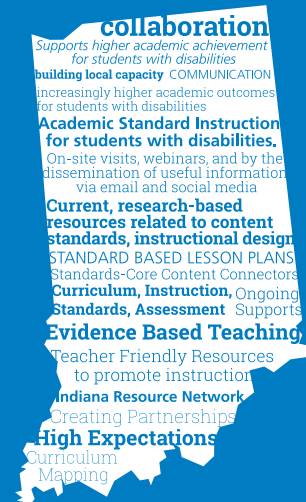 collaboration
Supports higher academic achievement
for students with disabilities
building local capacity COMMUNICATION
increasingly higher academic outcomes
for students with disabilities
Academic Standard Instruction
for students with disabilities.
On-site visits, webinars, and by the
dissemination of useful information
via email and social media
Current, research-based
resources related to content
standards, instructional design
STANDARD BASED LESSON PLANS
Standards-Core Content Connectors
Curriculum, Instruction, Ongoing
Standards, Assessment Supports
Evidence Based Teaching
Teacher Friendly Resources
to promote instruction
Indiana Resource Network
Creating Partnerships
High Expectations
Curriculum
Mapping